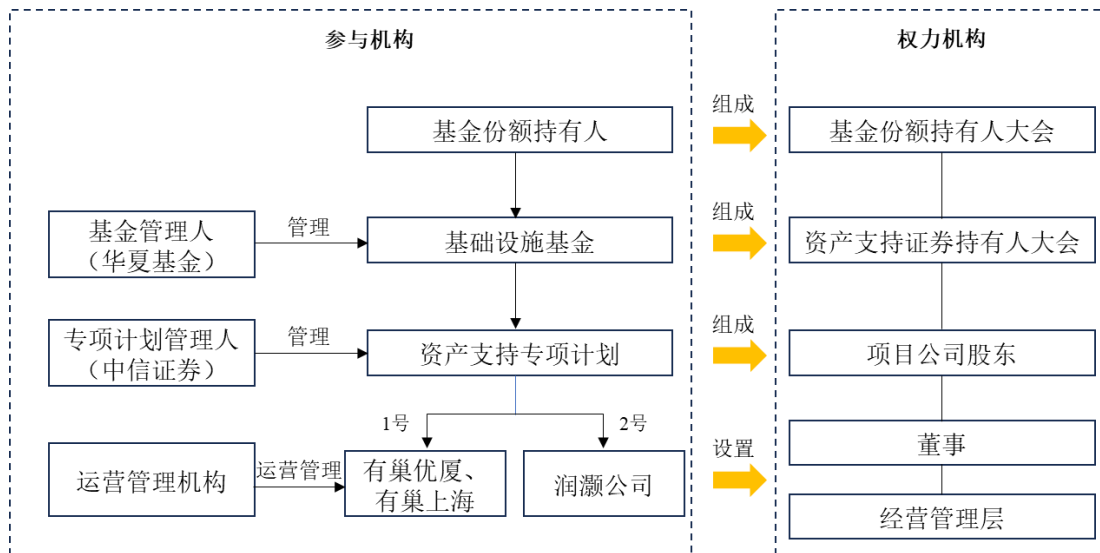 参与机构
权力机构
基金份额持有人
组成
基金份额持有人大会
基金管理人
（华夏基金）
管理
基础设施基金
组成
资产支持证券持有人大会
专项计划管理人
（中信证券）
管理
资产支持专项计划
组成
项目公司股东
1号
2号
运营管理机构
运营管理
有巢优厦、
有巢上海
润灏公司
设置
董事
经营管理层